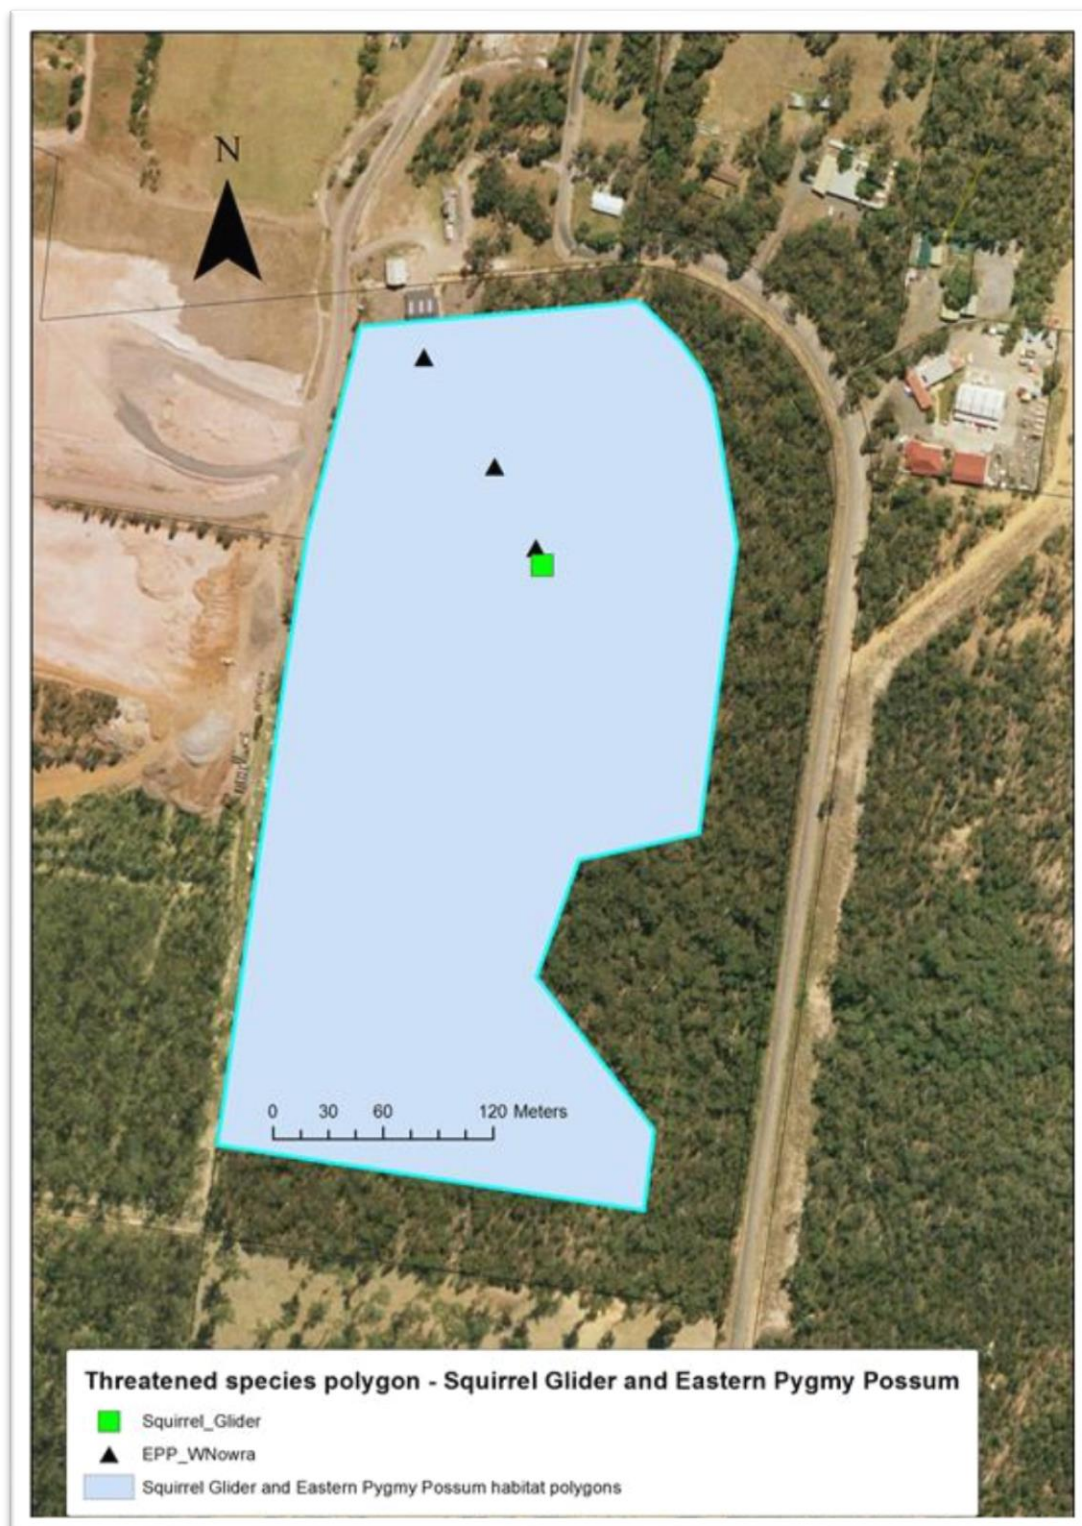 N
0 30 60 120 Meters
Threatened species polygon - Squirrel Glider and Eastern Pygmy Possum
Squirrel_Glider
EPP_WNowra
Squirrel Glider and Eastern Pygmy Possum habitat polygons